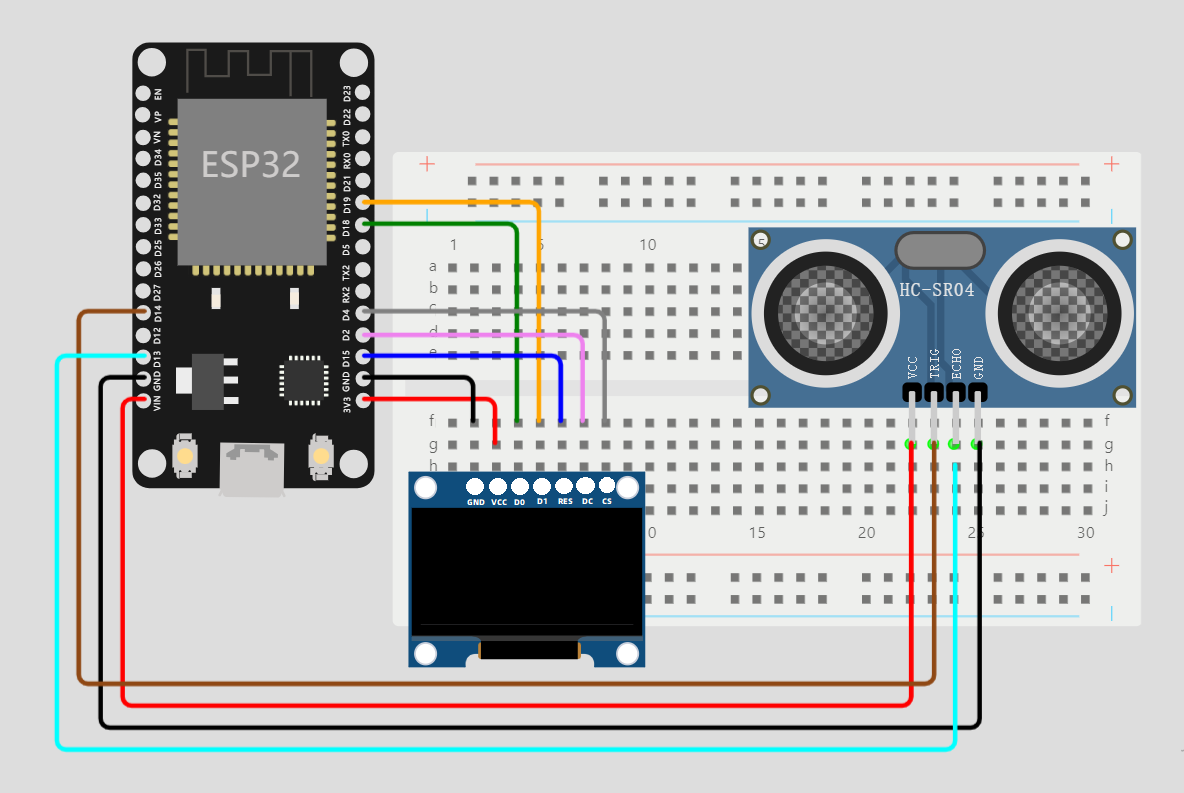 EN
VP
VN
D34
D35
D32
D33
D25
D26
D27
D14
D12
D13
GND
VIN
ESP32
D23
D22
TX0
RX0
D21
D19
D18
D5
TX2
RX2
D4
D2
D15
GND
3V3
+ +
1 5 10 5
a
b
c
d
e
HC-SR04
VCC TRIG ECHO GND
f f
g g
h h
i
j
GND VCC D0 D1 RES DC CS
0 15 20 25 30
+